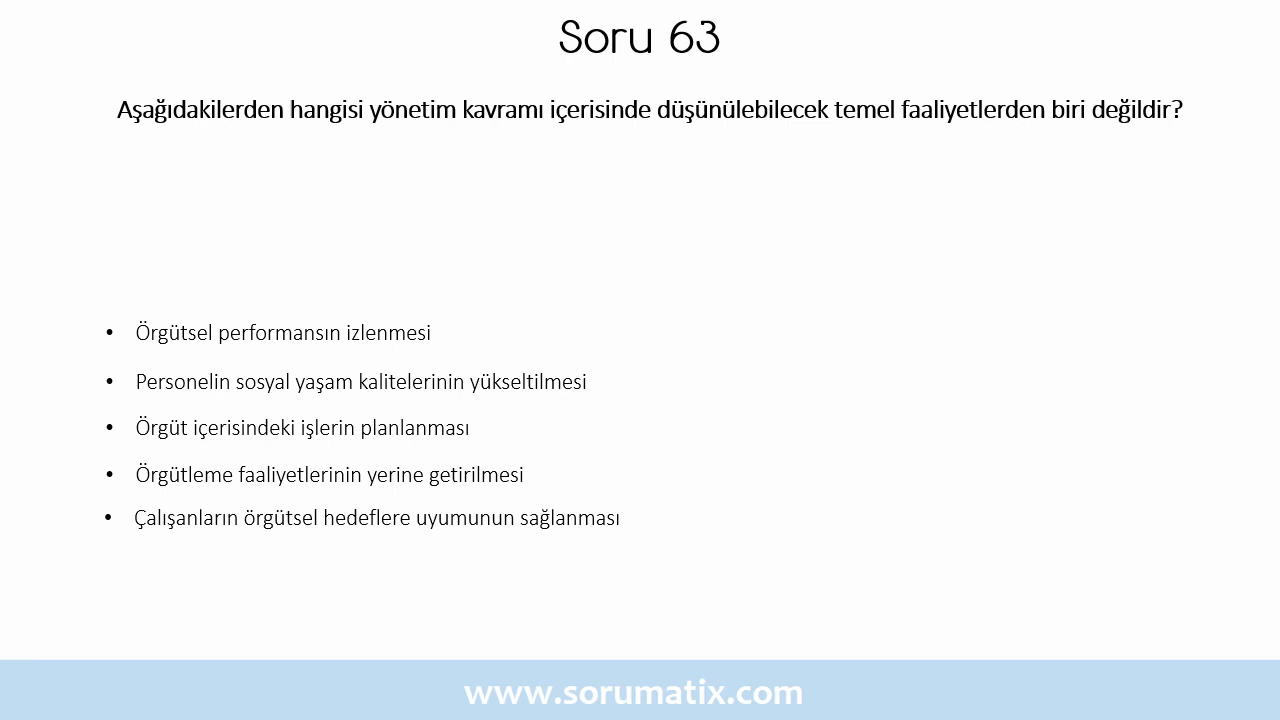 Soru 63
Aşağıdakilerden hangisi yönetim kavramı içerisinde düşünülebilecek temel faaliyetlerden biri değildir?
• Örgütsel performansın izlenmesi
• Personelin sosyal yaşam kalitelerinin yükseltilmesi
• Örgüt içerisindeki işlerin planlanması
• Örgütleme faaliyetlerinin yerine getirilmesi
• Çalışanların örgütsel hedeflere uyumunun sağlanması
www.sorumatix.com